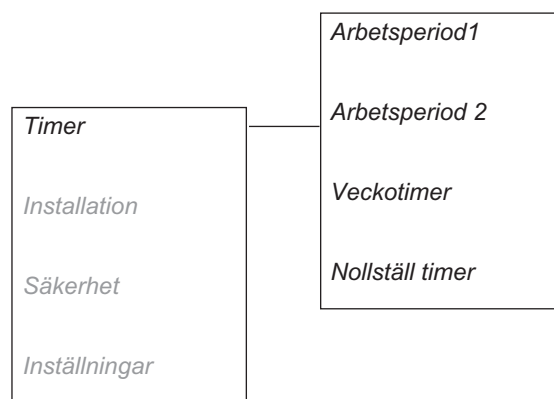 Timer
Installation
Säkerhet
Inställningar
Arbetsperiod1
Arbetsperiod 2
Veckotimer
Nollställ timer